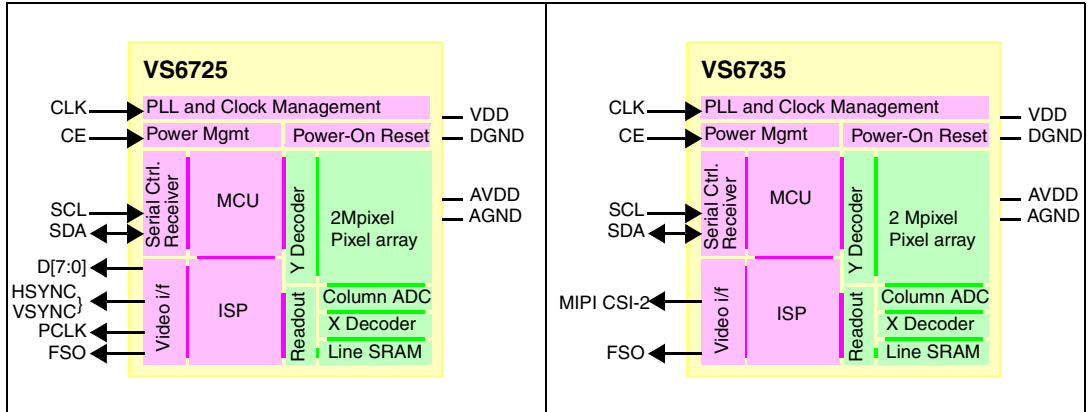 VS6725
CLK
PLL and Clock Management
VDD
CE
Power Mgmt
Power-On Reset
DGND
Serial Ctrl.
Receiver
MCU
Y Decoder
2Mpixel
Pixel array
AVDD
AGND
SCL
SDA
D[7:0]
HSYNC
VSYNC}
PCLK
FSO
Video i/f
ISP
Readout
Column ADC
X Decoder
Line SRAM
VS6735
CLK
PLL and Clock Management
VDD
CE
Power Mgmt
Power-On Reset
DGND
Serial Ctrl.
Receiver
MCU
Y Decoder
2 Mpixel
Pixel array
AVDD
AGND
SCL
SDA
MIPI CSI-2
FSO
Video i/f
ISP
Readout
Column ADC
X Decoder
Line SRAM